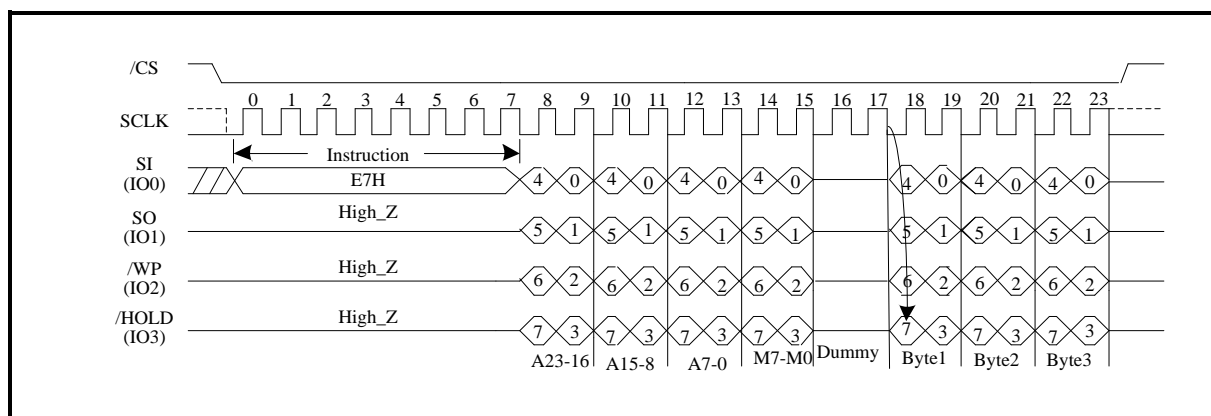 /CS
0 1 2 3 4 5 6 7 8 9 10 11 12 13 14 15 16 17 18 19 20 21 22 23
SCLK
Instruction
SI
(IO0)
E7H
4 0 4 0 4 0 4 0 4 0 4 0 4 0
SO
(IO1)
High_Z
5 1 5 1 5 1 5 1 5 1 5 1 5 1
/WP
(IO2)
High_Z
6 2 6 2 6 2 6 2 6 2 6 2 6 2
/HOLD
(IO3)
High_Z
7 3 7 3 7 3 7 3 7 3 7 3 7 3
A23-16 A15-8 A7-0 M7-M0 Dummy Byte1 Byte2 Byte3